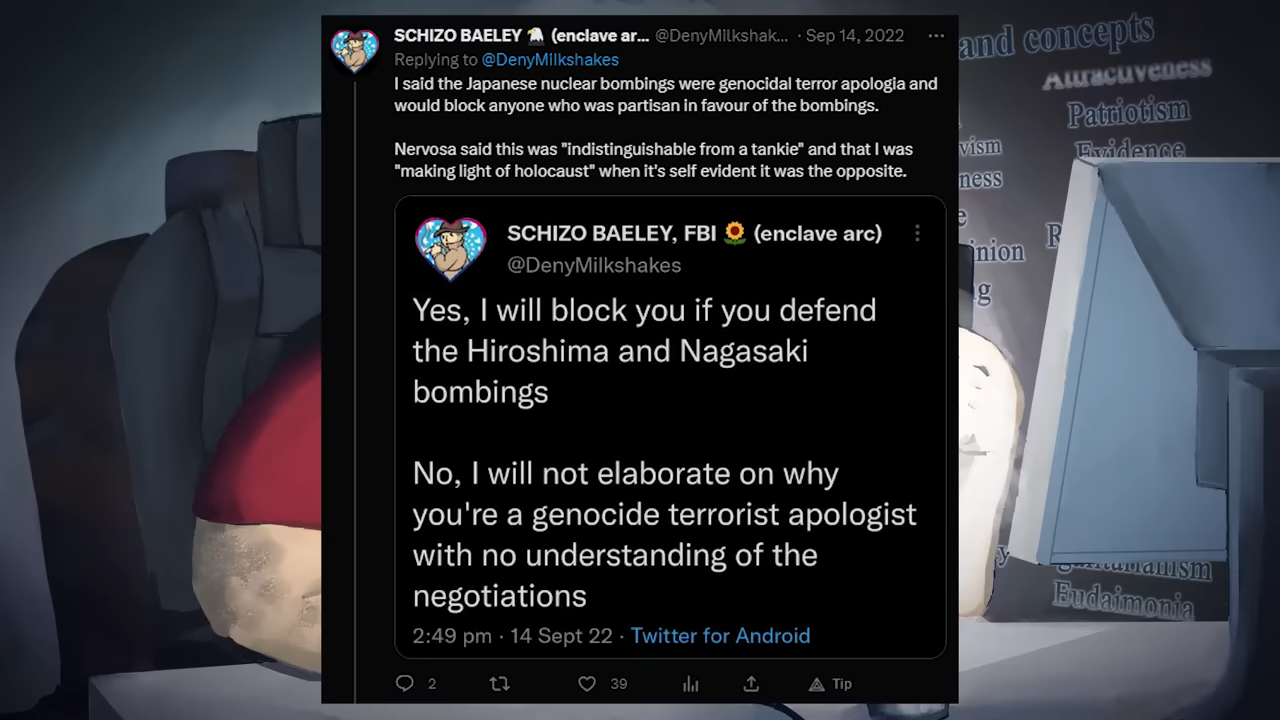 SCHIZO BAELEY (enclave ar... @DenyMilkshak... · Sep 14, 2022
Replying to @DenyMilkshakes
I said the Japanese nuclear bombings were genocidal terror apologia and
would block anyone who was partisan in favour of the bombings.
Nervosa said this was "indistinguishable from a tankie" and that I was
"making light of holocaust" when it's self evident it was the opposite.
SCHIZO BAELEY, FBI 🌻 (enclave arc)
@DenyMilkshakes
Yes, I will block you if you defend
the Hiroshima and Nagasaki
bombings
No, I will not elaborate on why
you're a genocide terrorist apologist
with no understanding of the
negotiations
2:49 pm · 14 Sept 22 · Twitter for Android
2
39
Tip
and concepts
Attractiveness
Patriotism
Evidence
Eudaimonia